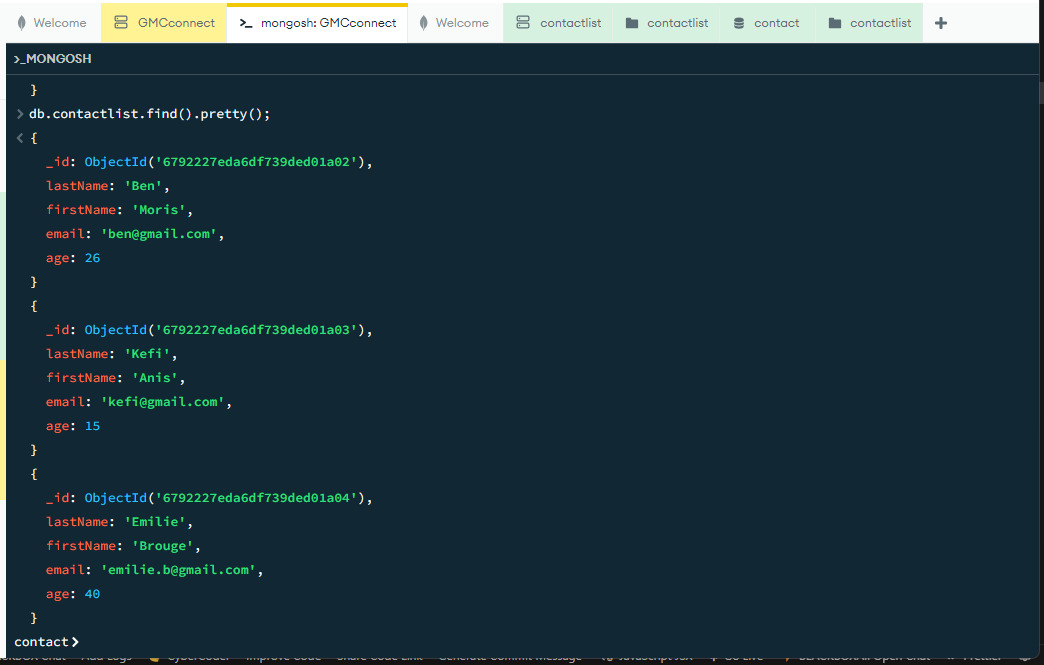 Welcome
GMCconnect
mongosh: GMCconnect
Welcome
contactlist
contactlist
contact
contactlist
>_MONGOSH
}
> db.contactlist.find().pretty();
< {
_id: ObjectId('6792227eda6df739ded01a02'),
lastName: 'Ben',
firstName: 'Moris',
email: 'ben@gmail.com',
age: 26
}
{
_id: ObjectId('6792227eda6df739ded01a03'),
lastName: 'Kefi',
firstName: 'Anis',
email: 'kefi@gmail.com',
age: 15
}
{
_id: ObjectId('6792227eda6df739ded01a04'),
lastName: 'Emilie',
firstName: 'Brouge',
email: 'emilie.b@gmail.com',
age: 40
}
contact>